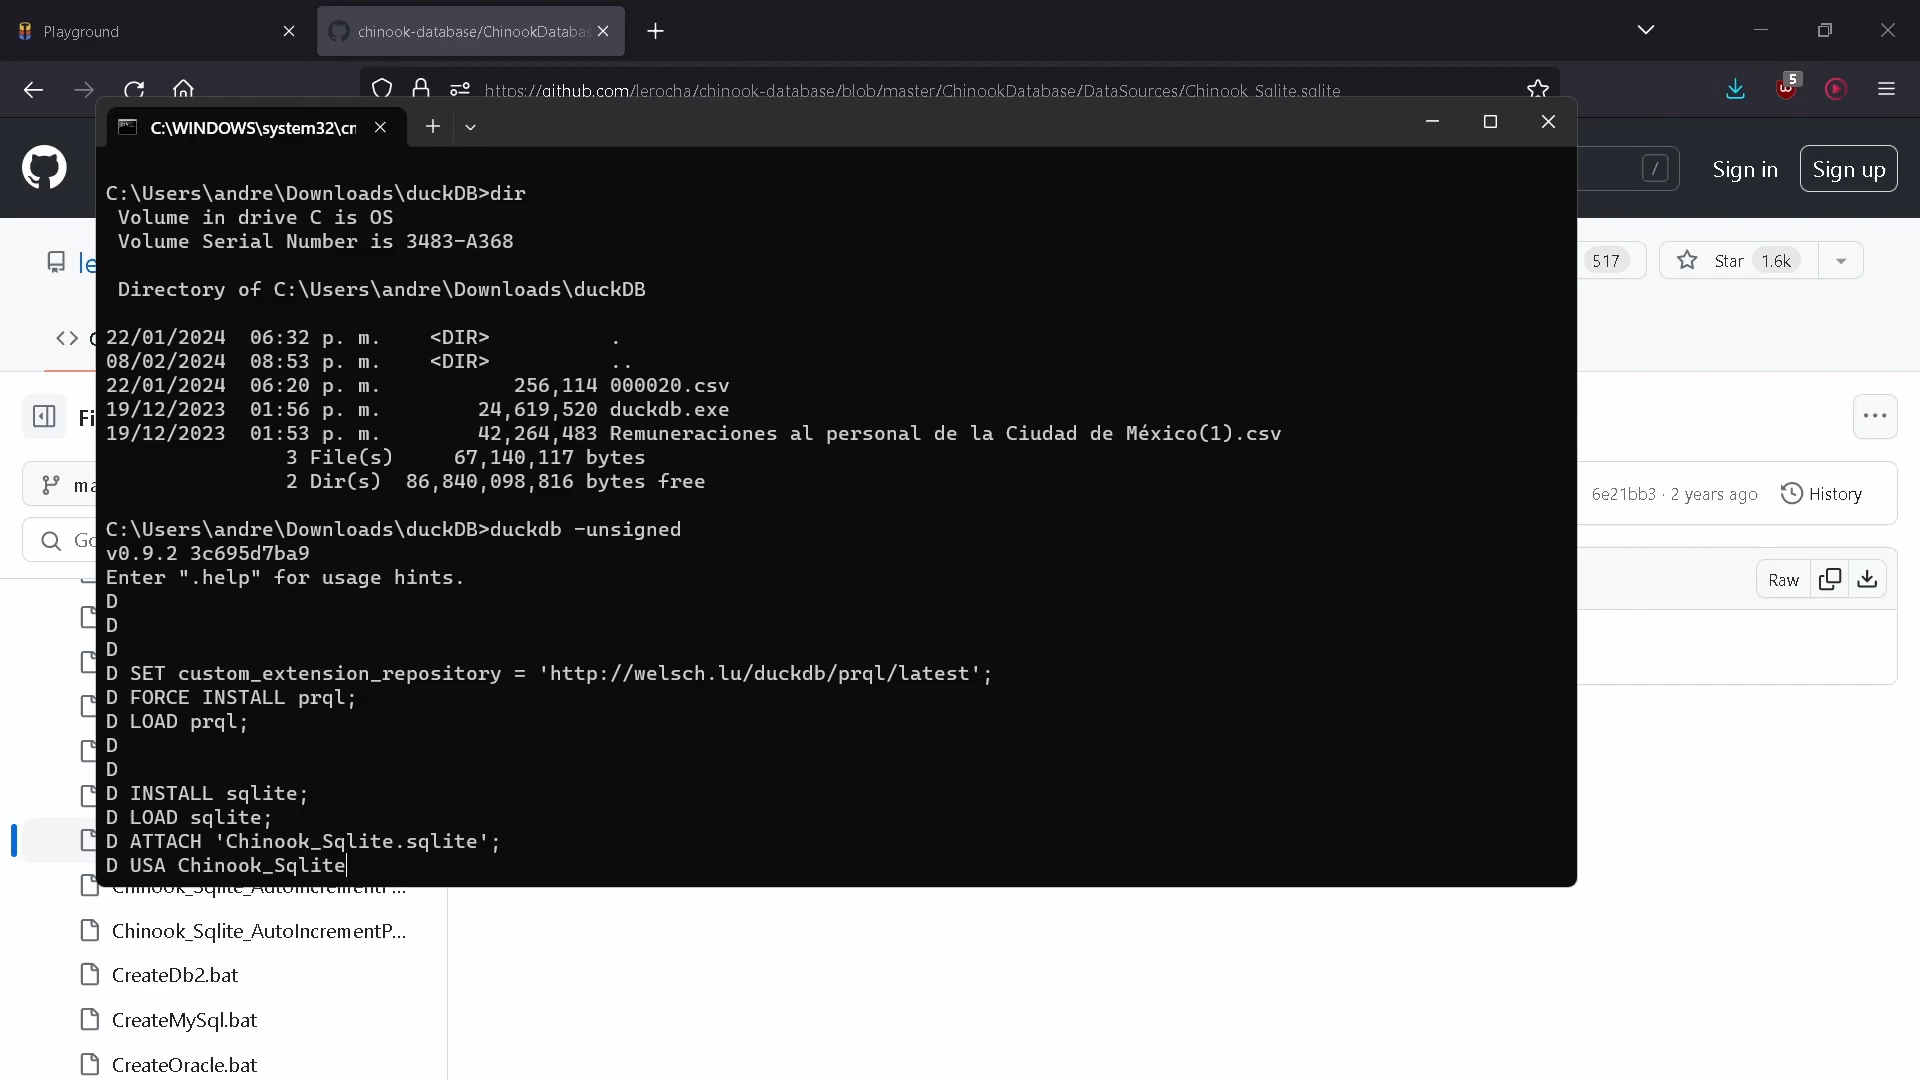 Playground
chinook-database/ChinookDatabas
https://github.com/lerocha/chinook-database/blob/master/ChinookDatabase/DataSources/Chinook_Sqlite.sqlite
5
C:\WINDOWS\system32\cm
/
Sign in
Sign up
le
517
Star 1.6k
Fi
ma
6e21bb3 · 2 years ago
History
Go
Raw
C:\Users\andre\Downloads\duckDB>dir
Volume in drive C is OS
Volume Serial Number is 3483-A368
Directory of C:\Users\andre\Downloads\duckDB
22/01/2024 06:32 p. m. <DIR> .
08/02/2024 08:53 p. m. <DIR> ..
22/01/2024 06:20 p. m. 256,114 000020.csv
19/12/2023 01:56 p. m. 24,619,520 duckdb.exe
19/12/2023 01:53 p. m. 42,264,483 Remuneraciones al personal de la Ciudad de México(1).csv
3 File(s) 67,140,117 bytes
2 Dir(s) 86,840,098,816 bytes free
C:\Users\andre\Downloads\duckDB>duckdb -unsigned
v0.9.2 3c695d7ba9
Enter ".help" for usage hints.
D
D
D
D SET custom_extension_repository = 'http://welsch.lu/duckdb/prql/latest';
D FORCE INSTALL prql;
D LOAD prql;
D
D
D INSTALL sqlite;
D LOAD sqlite;
D ATTACH 'Chinook_Sqlite.sqlite';
D USA Chinook_Sqlite
Chinook_Sqlite_AutoIncrementP...
Chinook_Sqlite_AutoIncrementP...
CreateDb2.bat
CreateMySql.bat
CreateOracle.bat